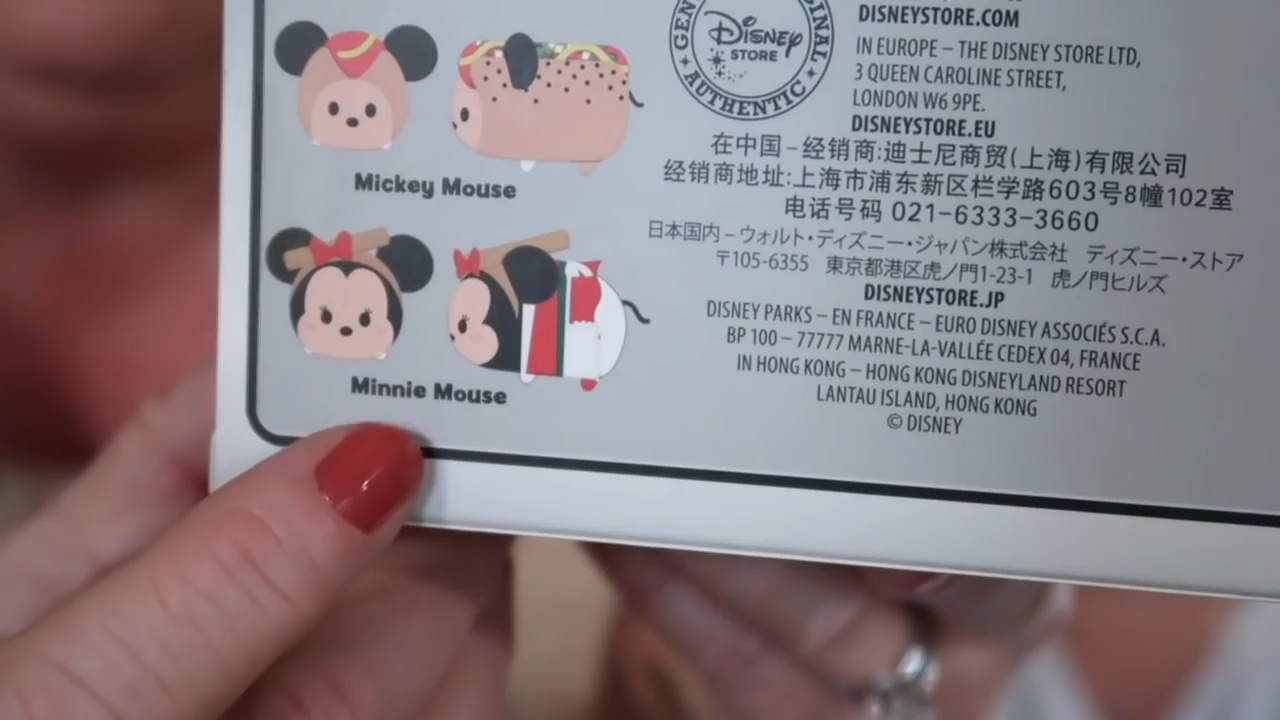 Mickey Mouse
Minnie Mouse
Disney
STORE
AUTHENTIC
DISNEYSTORE.COM
IN EUROPE – THE DISNEY STORE LTD,
3 QUEEN CAROLINE STREET,
LONDON W6 9PE.
DISNEYSTORE.EU
在中国 – 经销商:迪士尼商贸(上海)有限公司
经销商地址:上海市浦东新区栏学路603号8幢102室
电话号码 021-6333-3660
日本国内 – ウォルト・ディズニー・ジャパン株式会社 ディズニー・ストア
〒105-6355 東京都港区虎ノ門1-23-1 虎ノ門ヒルズ
DISNEYSTORE.JP
DISNEY PARKS – EN FRANCE – EURO DISNEY ASSOCIÉS S.C.A.
BP 100 – 77777 MARNE-LA-VALLÉE CEDEX 04, FRANCE
IN HONG KONG – HONG KONG DISNEYLAND RESORT
LANTAU ISLAND, HONG KONG
© DISNEY